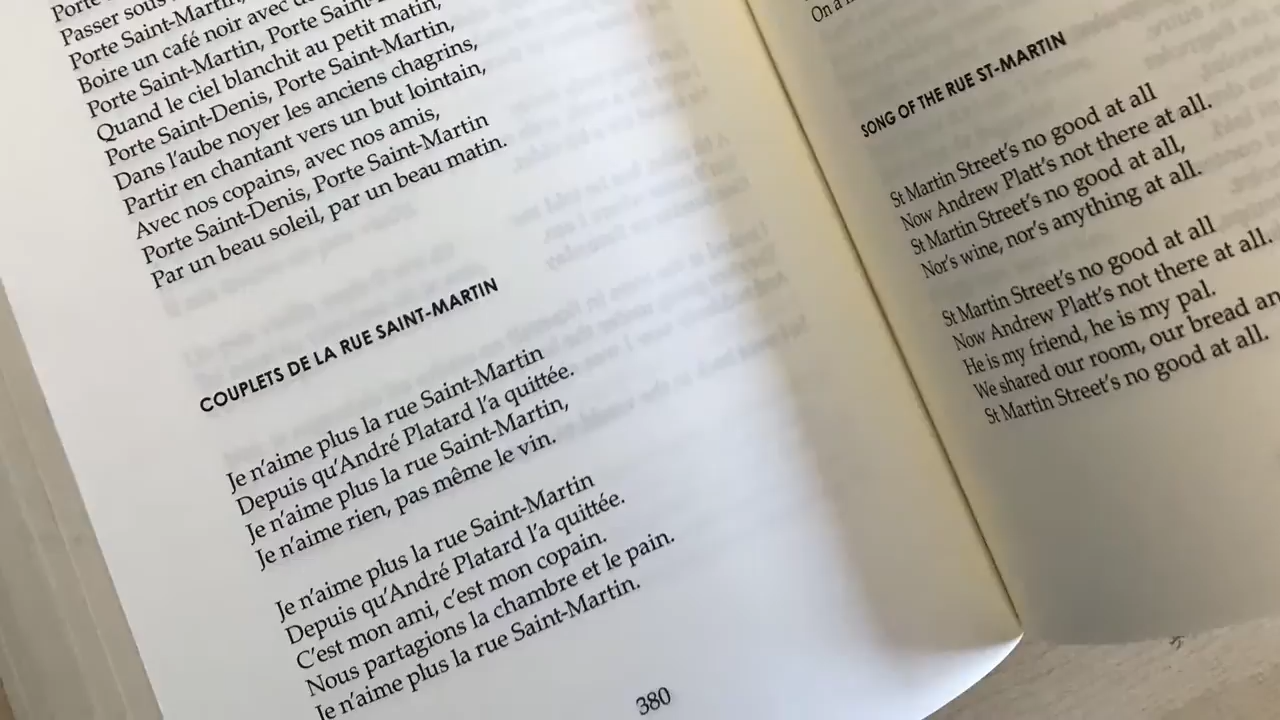 Porte
Passer sous
Porte Saint-Martin,
Boire un café noir avec
Porte Saint-Martin, Porte
Quand le ciel blanchit au petit matin,
Porte Saint-Denis, Porte Saint-Martin,
Dans l'aube noyer les anciens chagrins,
Partir en chantant vers un but lointain,
Avec nos copains, avec nos amis,
Porte Saint-Denis, Porte Saint-Martin
Par un beau soleil, par un beau matin.
COUPLETS DE LA RUE SAINT-MARTIN
Je n'aime plus la rue Saint-Martin
Depuis qu'André Platard l'a quittée.
Je n'aime plus la rue Saint-Martin,
Je n'aime rien, pas même le vin.
Je n'aime plus la rue Saint-Martin
Depuis qu'André Platard l'a quittée.
C'est mon ami, c'est mon copain.
Nous partagions la chambre et le pain.
Je n'aime plus la rue Saint-Martin.
380
On a
SONG OF THE RUE ST-MARTIN
St Martin Street's no good at all
Now Andrew Platt's not there at all.
St Martin Street's no good at all,
Nor's wine, nor's anything at all.
St Martin Street's no good at all
Now Andrew Platt's not there at all.
He is my friend, he is my pal.
We shared our room, our bread an
St Martin Street's no good at all.